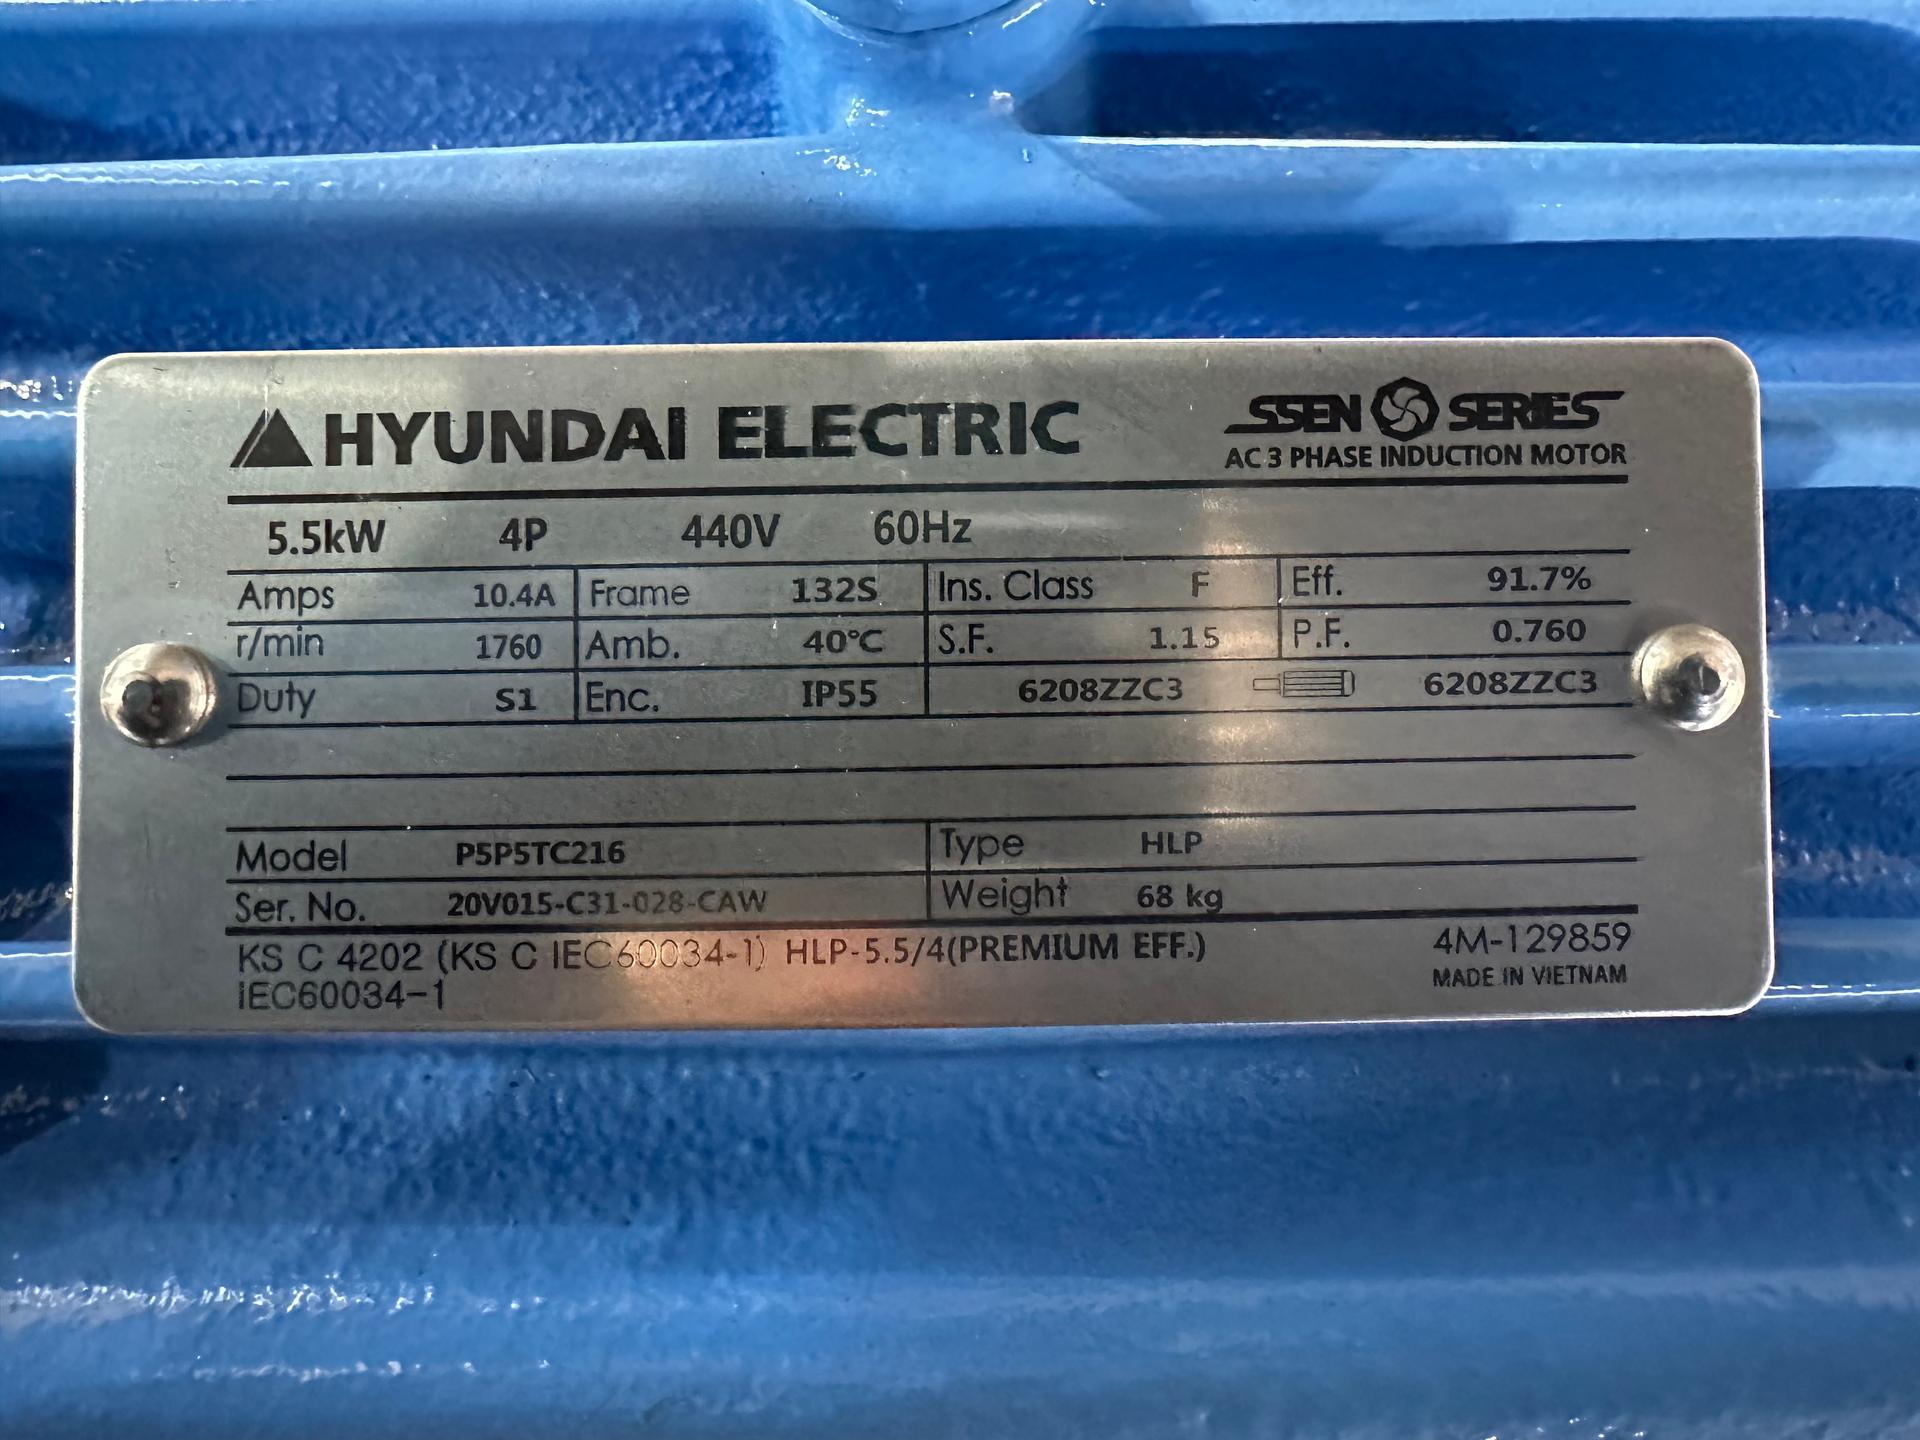 HYUNDAI ELECTRIC
SSEN SERIES
AC 3 PHASE INDUCTION MOTOR
5.5kW 4P 440V 60Hz
Amps 10.4A Frame 132S Ins. Class F Eff. 91.7%
r/min 1760 Amb. 40℃ S.F. 1.15 P.F. 0.760
Duty S1 Enc. IP55 6208ZZC3 6208ZZC3
Model P5P5TC216 Type HLP
Ser. No. 20V015-C31-028-CAW Weight 68 kg
KS C 4202 (KS C IEC60034-1) HLP-5.5/4(PREMIUM EFF.) 4M-129859
IEC60034-1 MADE IN VIETNAM